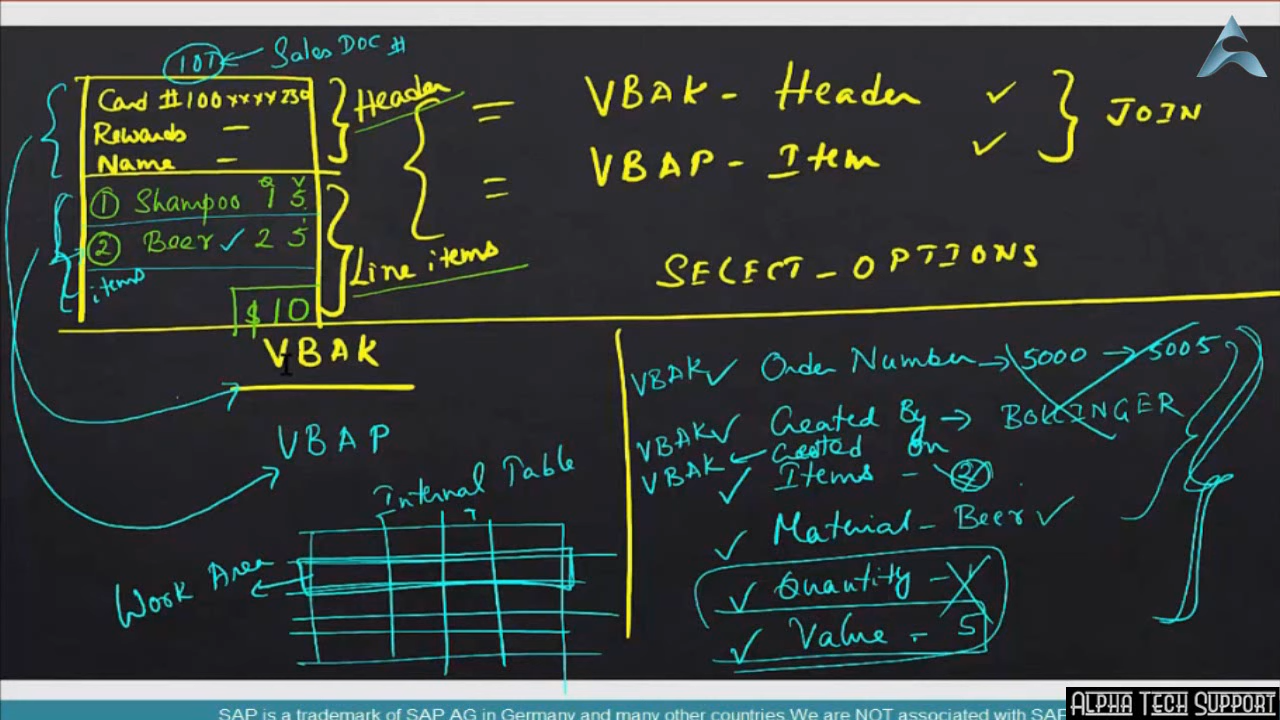 107 ← Sales DOC #
Card # 100xxxx230
Rewards —
Name —
} Header
① Shampoo 1 5
② Beer ✓ 2 5
items
$10
Line items
= VBAK - Header ✓
= VBAP - Item ✓
} JOIN
SELECT-OPTIONS
VBAK
VBAP
Internal Table
Work Area
VBAK ✓ Order Number → 5000 → 5005
VBAK ✓ Created By → BOLLINGER
VBAK ← Created On
✓ Items - 2
✓ Material - Beer ✓
✓ Quantity -
✓ Value - 5
ALPHA TECH SUPPORT
SAP is a trademark of SAP AG in Germany and many other countries We are NOT associated with SAP